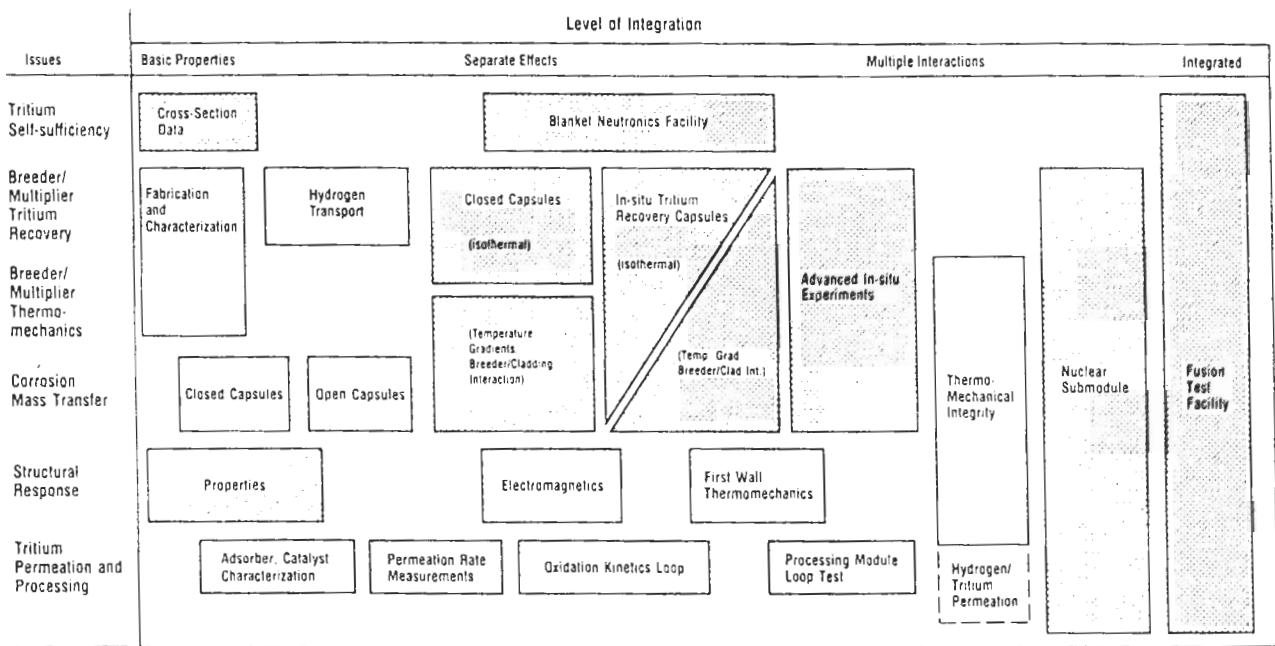 Level of Integration
Issues
Basic Properties
Separate Effects
Multiple Interactions
Integrated
Tritium
Self-sufficiency
Cross-Section
Data
Blanket Neutronics Facility
Breeder/
Multiplier
Tritium
Recovery
Fabrication
and
Characterization
Hydrogen
Transport
Closed Capsules
(isothermal)
In-situ Tritium
Recovery Capsules
(isothermal)
Advanced In-situ
Experiments
Breeder/
Multiplier
Thermo-
mechanics
(Temperature
Gradients
Breeder/Cladding
Interaction)
(Temp. Grad
Breeder/Clad Int.)
Corrosion
Mass Transfer
Closed Capsules
Open Capsules
Thermo-
Mechanical
Integrity
Nuclear
Submodule
Fusion
Test
Facility
Structural
Response
Properties
Electromagnetics
First Wall
Thermomechanics
Tritium
Permeation and
Processing
Adsorber, Catalyst
Characterization
Permeation Rate
Measurements
Oxidation Kinetics Loop
Processing Module
Loop Test
Hydrogen/
Tritium
Permeation